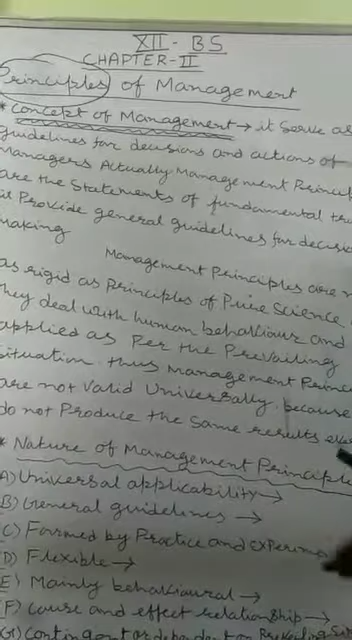 XII - BS
CHAPTER-II
Principles of Management
* Concept of Management → it Serve as
guidelines for decisions and actions of
Managers Actually Management
are the Statements of fundamental
it Provide general guidelines for
making
Management Principles are
as rigid as Principles of Pure Science
they deal with human behaviour and
applied as Per the Prevailing
situation. thus management
are not valid Universally, because
do not Produce the same results
* Nature of Management Principle
A) Universal applicability →
B) General guidelines →
C) Formed by Practice and
D) Flexible →
E) Mainly behavioural →
F) cause and effect relationship →
(G) Contingent or dependent on